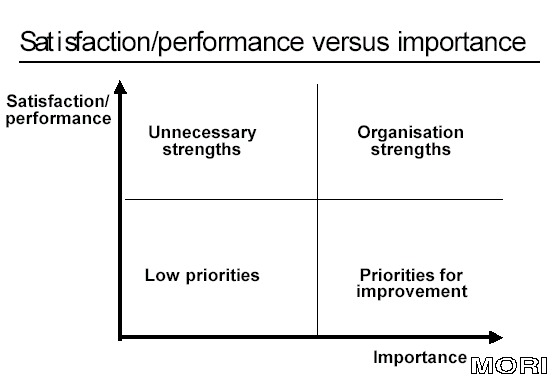 Satisfaction/performance versus importance
Satisfaction/
performance
Unnecessary
strengths
Organisation
strengths
Low priorities
Priorities for
improvement
Importance
MORI